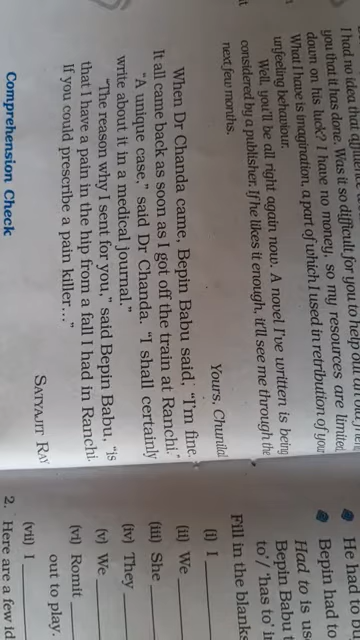 I had no idea that
you that it has done. Was it so difficult for you to help out
down on his luck? I have no money, so my resources are limited.
What I have is imagination, a part of which I used in retribution of your
unfeeling behaviour.
Well, you'll be all right again now. A novel I've written is being
considered by a publisher. If he likes it enough, it'll see me through the
next few months.
Yours, Chunilal
When Dr Chanda came, Bepin Babu said, “I'm fine.
It all came back as soon as I got off the train at Ranchi.”
“A unique case,” said Dr Chanda. “I shall certainly
write about it in a medical journal.”
“The reason why I sent for you,” said Bepin Babu, “is
that I have a pain in the hip from a fall I had in Ranchi.
If you could prescribe a pain killer...”
SATYAJIT RAY
Comprehension Check
He had to
Bepin had to
Had to is
Bepin Babu
to'/'has to' i
Fill in the blanks
(i) I
(ii) We
(iii) She
(iv) They
(v) We
(vi) Romit
out to play.
(vii) I
2. Here are a few